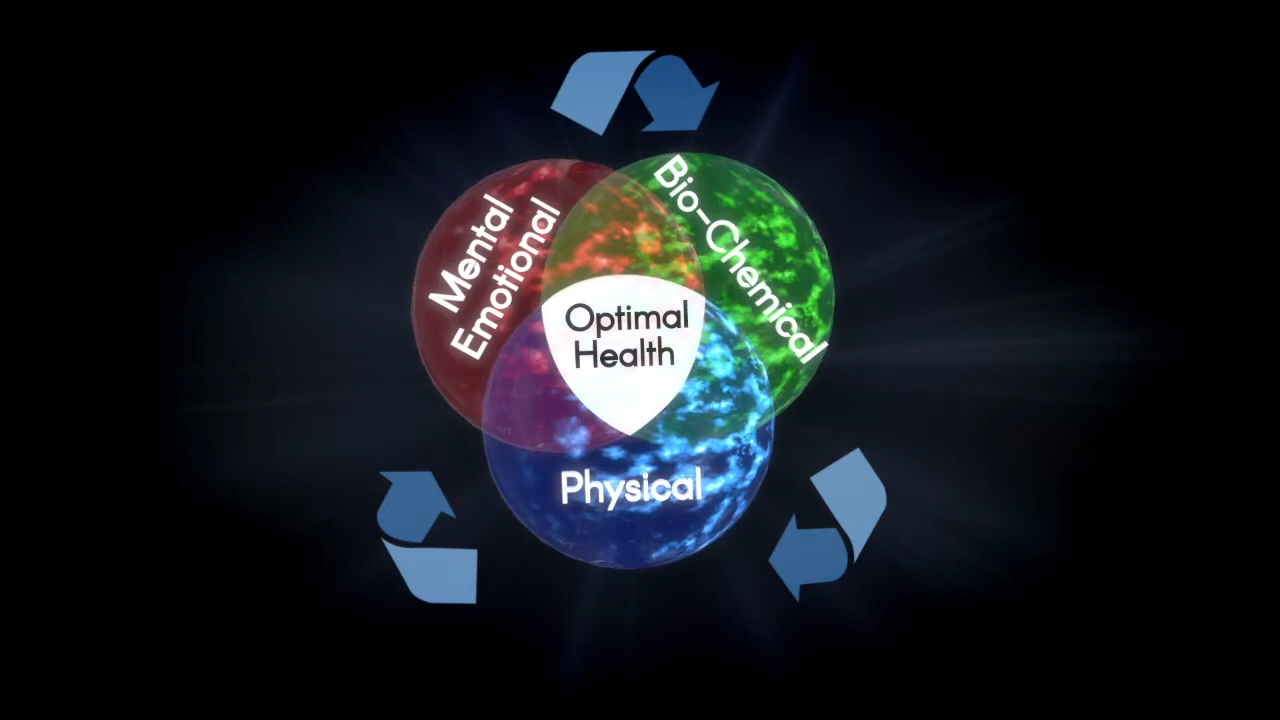 Mental
Emotional
Bio-Chemical
Optimal
Health
Physical